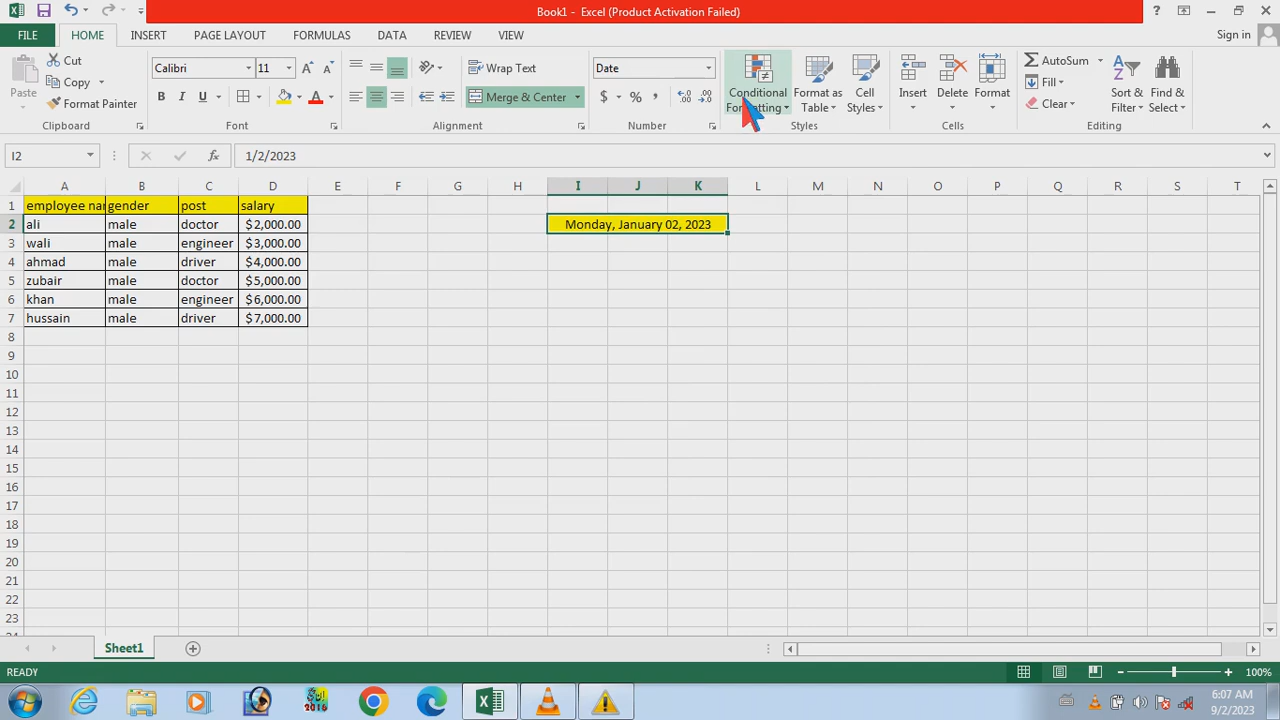 Book1 - Excel (Product Activation Failed)
?
FILE HOME INSERT PAGE LAYOUT FORMULAS DATA REVIEW VIEW Sign in
Paste
Cut
Copy
Format Painter
Clipboard
Calibri 11
B I U A
Font
Wrap Text
Merge & Center
Alignment
Date
$ % ,
Number
Conditional Formatting
Format as Table
Cell Styles
Styles
Insert Delete Format
Cells
AutoSum
Fill
Clear
Sort & Filter
Find & Select
Editing
I2 fx 1/2/2023
A B C D E F G H I J K L M N O P Q R S T
1 employee nam gender post salary
2 ali male doctor $2,000.00 Monday, January 02, 2023
3 wali male engineer $3,000.00
4 ahmad male driver $4,000.00
5 zubair male doctor $5,000.00
6 khan male engineer $6,000.00
7 hussain male driver $7,000.00
8
9
10
11
12
13
14
15
16
17
18
19
20
21
22
23
Sheet1
READY 100%
6:07 AM
9/2/2023